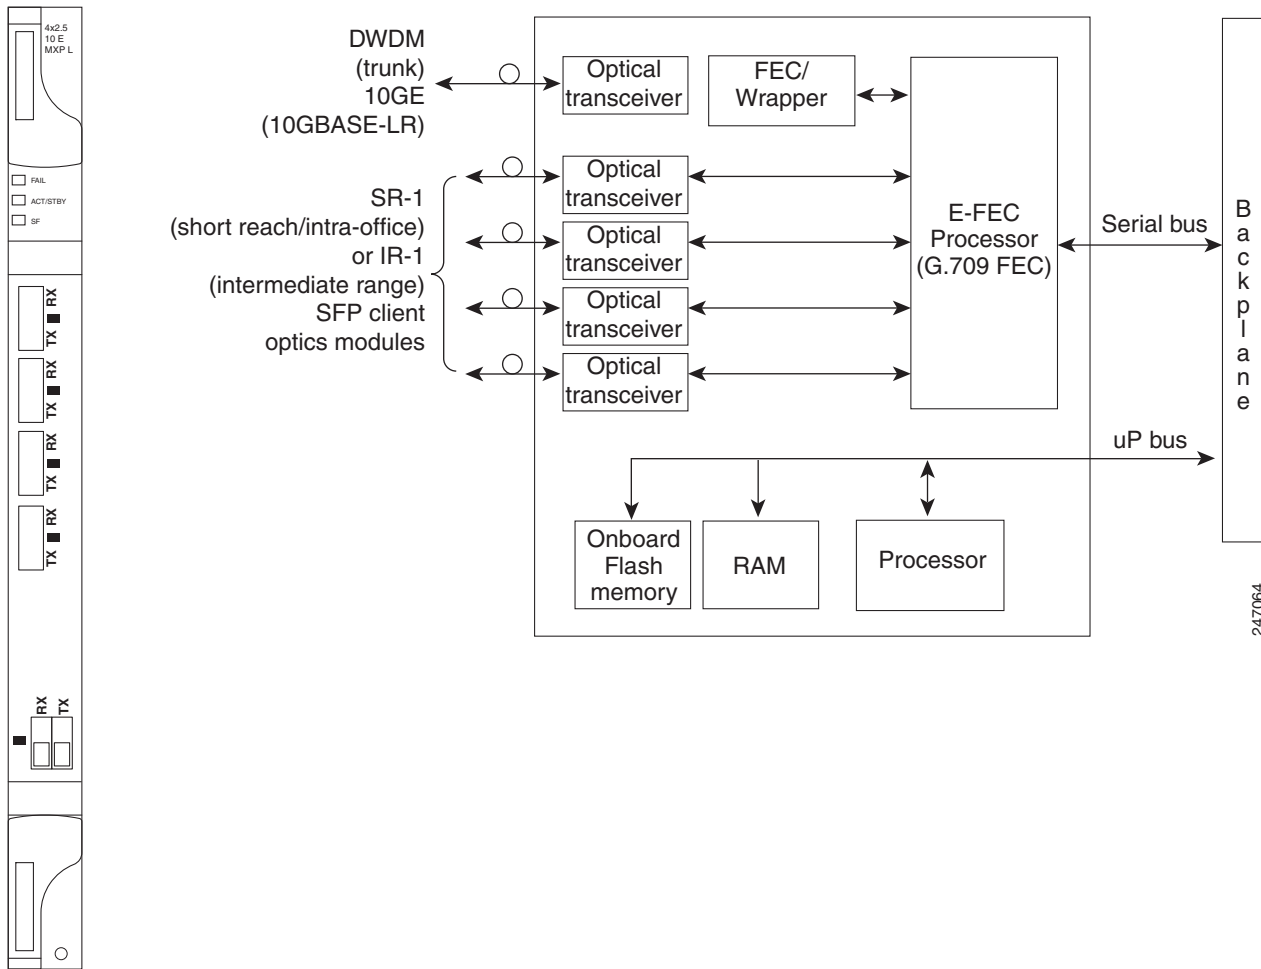 4x2.5
10 E
MXP L
FAIL
ACT/STBY
SF
RX
TX
RX
TX
RX
TX
RX
TX
RX
TX
DWDM
(trunk)
10GE
(10GBASE-LR)
SR-1
(short reach/intra-office)
or IR-1
(intermediate range)
SFP client
optics modules
Optical
transceiver
FEC/
Wrapper
Optical
transceiver
Optical
transceiver
Optical
transceiver
Optical
transceiver
E-FEC
Processor
(G.709 FEC)
Serial bus
Backplane
uP bus
Onboard
Flash
memory
RAM
Processor
247064